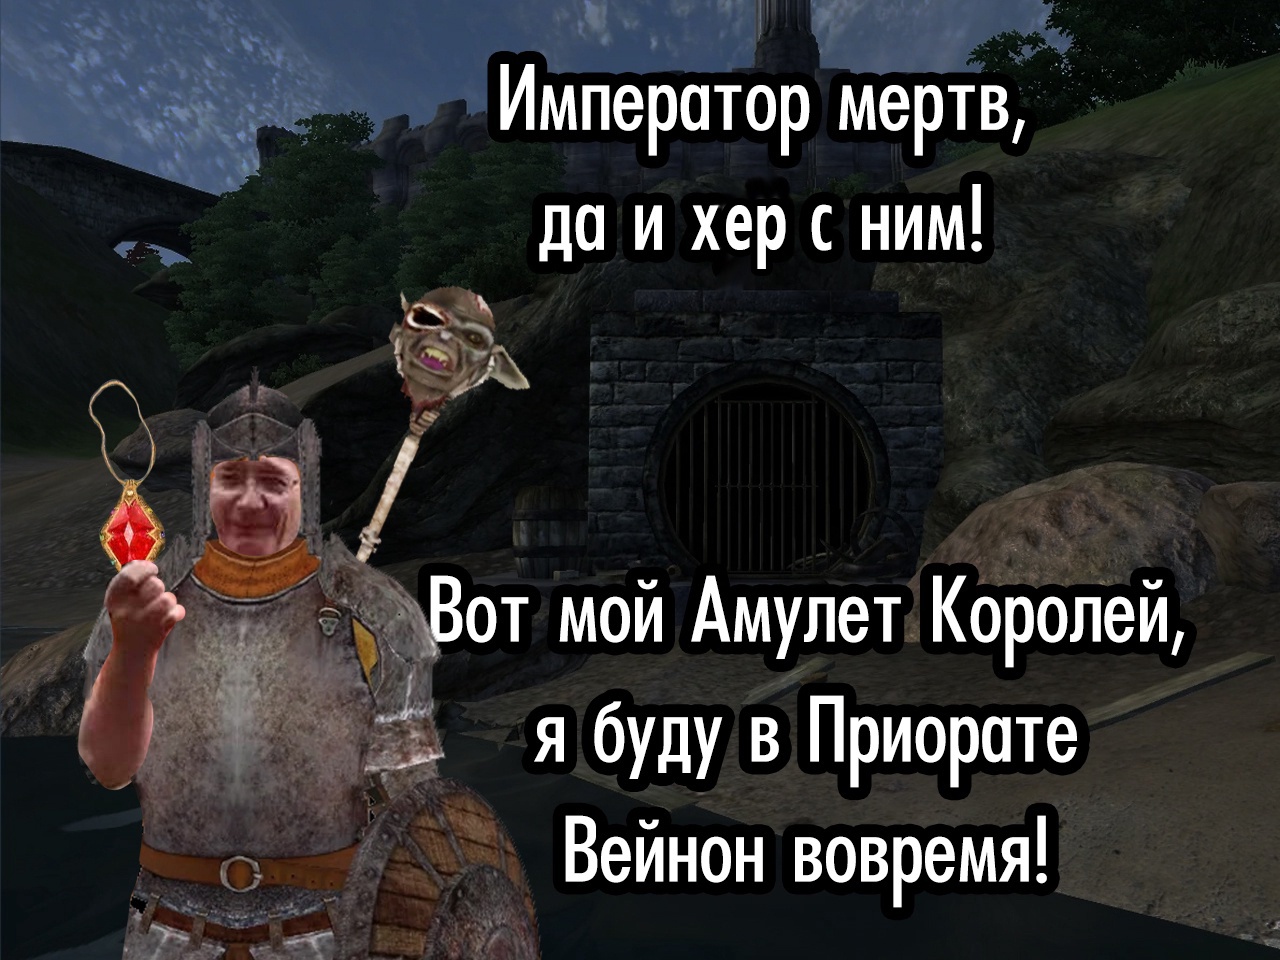 Император мертв,
да и хер с ним!
Вот мой Амулет Королей,
я буду в Приорате
Вейнон вовремя!